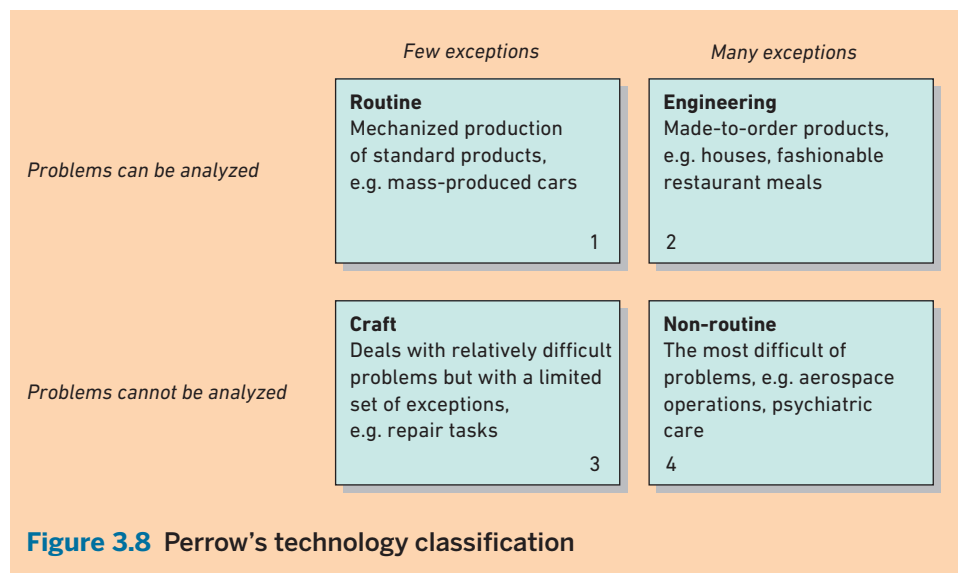 Few exceptions
Many exceptions
Problems can be analyzed
Routine
Mechanized production
of standard products,
e.g. mass-produced cars
1
Engineering
Made-to-order products,
e.g. houses, fashionable
restaurant meals
2
Problems cannot be analyzed
Craft
Deals with relatively difficult
problems but with a limited
set of exceptions,
e.g. repair tasks
3
Non-routine
The most difficult of
problems, e.g. aerospace
operations, psychiatric
care
4
Figure 3.8 Perrow's technology classification